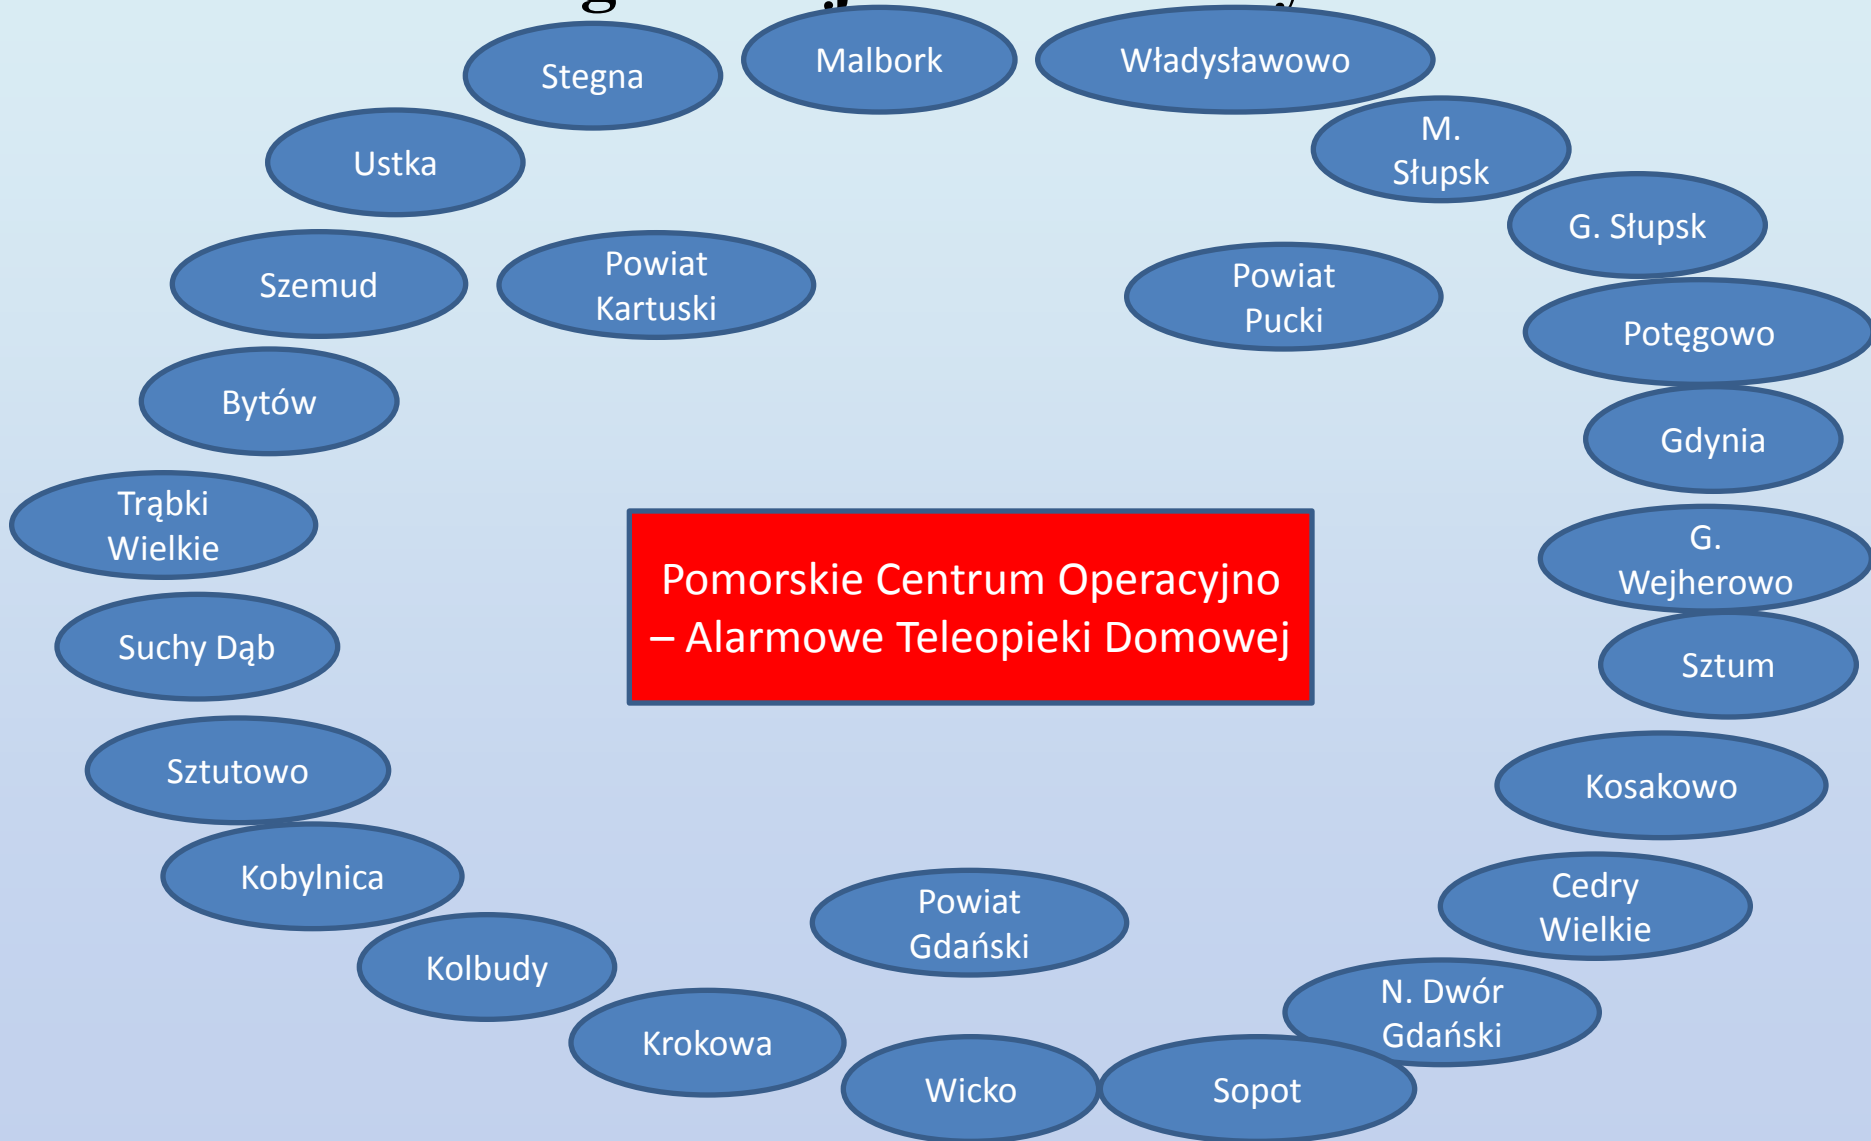 Stegna
Malbork
Władysławowo
Ustka
M.
Słupsk
G. Słupsk
Szemud
Powiat
Kartuski
Powiat
Pucki
Potęgowo
Bytów
Gdynia
Trąbki
Wielkie
G.
Wejherowo
Pomorskie Centrum Operacyjno
– Alarmowe Teleopieki Domowej
Suchy Dąb
Sztum
Sztutowo
Kosakowo
Kobylnica
Cedry
Wielkie
Powiat
Gdański
Kolbudy
N. Dwór
Gdański
Krokowa
Wicko
Sopot